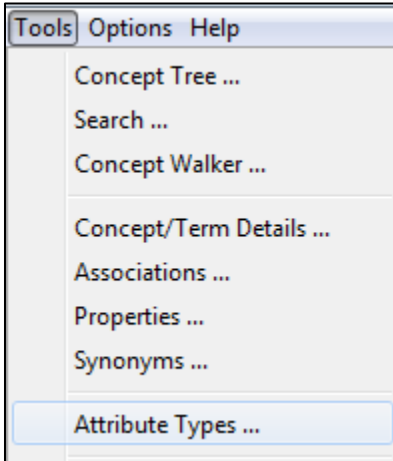 Tools Options Help
Concept Tree ...
Search ...
Concept Walker ...
Concept/Term Details ...
Associations ...
Properties ...
Synonyms ...
Attribute Types ...